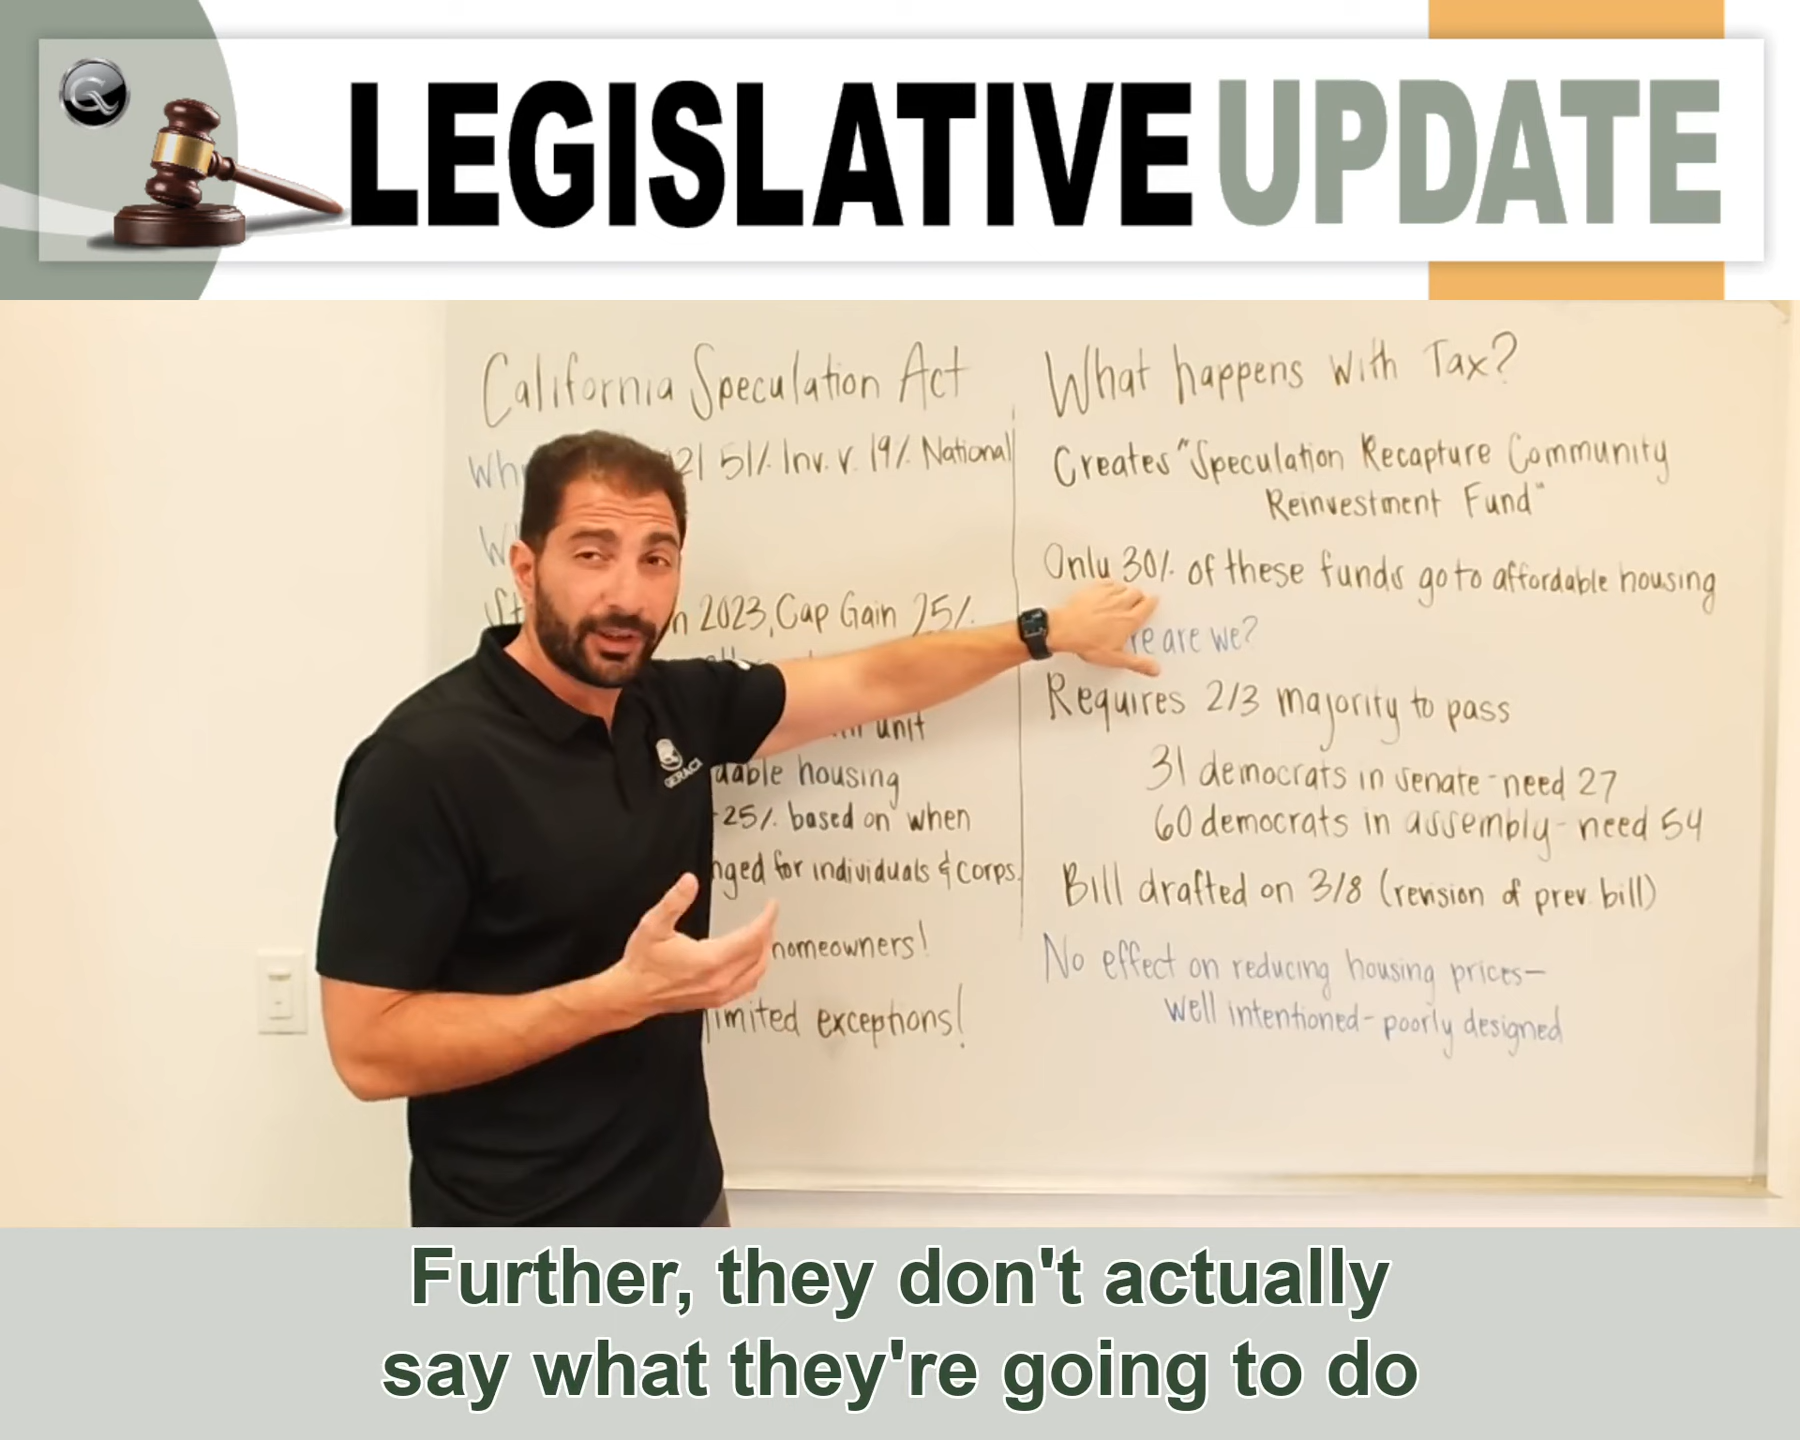 LEGISLATIVE UPDATE
California Speculation Act
21 51% Inv. v. 19% National
n 2023, Cap Gain 25%
unit
dable housing
25% based on when
nged for individuals & corps.
homeowners!
limited exceptions!
What happens with Tax?
Creates "Speculation Recapture Community
Reinvestment Fund"
Only 30% of these funds go to affordable housing
re are we?
Requires 2/3 majority to pass
31 democrats in senate - need 27
60 democrats in assembly - need 54
Bill drafted on 3/8 (revision of prev. bill)
No effect on reducing housing prices—
well intentioned - poorly designed
GERACI
Further, they don't actually
say what they're going to do